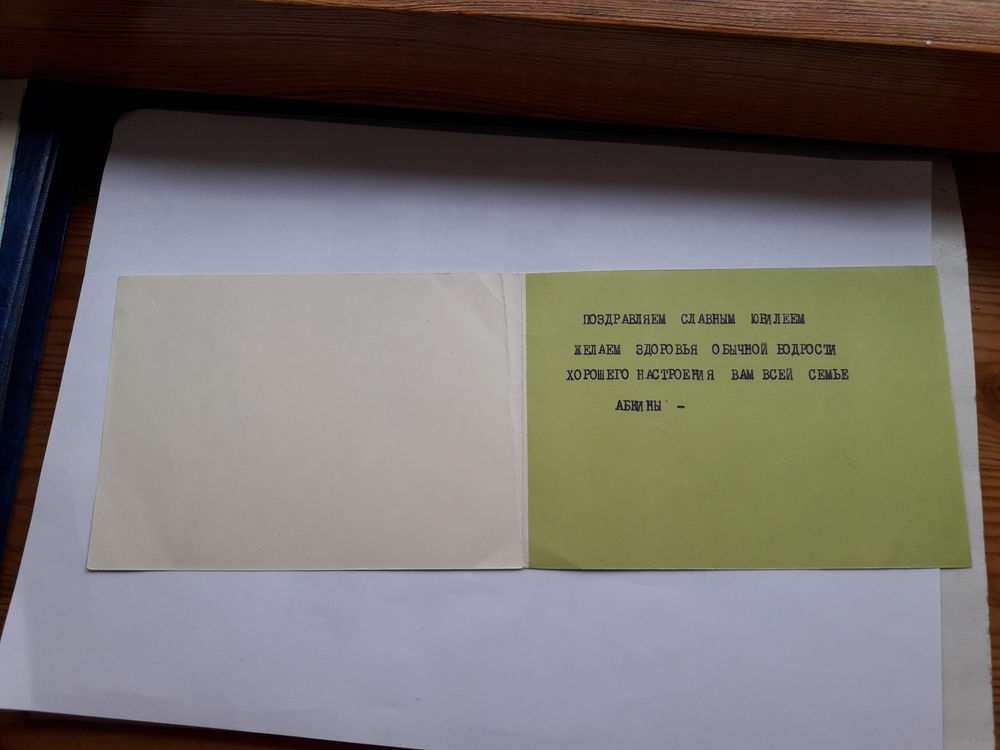 ПОЗДРАВЛЯЕМ СЛАВНЫМ ЮБИЛЕЕМ
ЖЕЛАЕМ ЗДОРОВЬЯ ОБЫЧНОЙ БОДРОСТИ
ХОРОШЕГО НАСТРОЕНИЯ ВАМ ВСЕЙ СЕМЬЕ
АБКИНЫ -